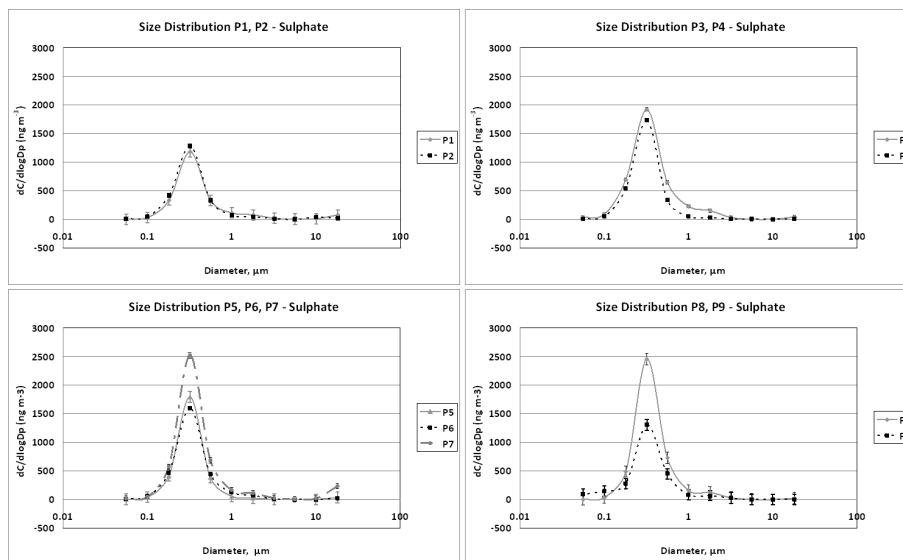 Size Distribution P1, P2 - Sulphate
3000
2500
2000
1500
1000
500
0
-500
0.01 0.1 1 10 100
dC/dlogDp (ng m-3)
Diameter, µm
P1
P2
Size Distribution P3, P4 - Sulphate
3000
2500
2000
1500
1000
500
0
-500
0.01 0.1 1 10 100
dC/dlogDp (ng m-3)
Diameter, µm
P
P
Size Distribution P5, P6, P7 - Sulphate
3000
2500
2000
1500
1000
500
0
-500
0.01 0.1 1 10 100
dC/dlogDp (ng m-3)
Diameter, µm
P5
P6
P7
Size Distribution P8, P9 - Sulphate
3000
2500
2000
1500
1000
500
0
-500
0.01 0.1 1 10 100
dC/dlogDp (ng m-3)
Diameter, µm
P
P